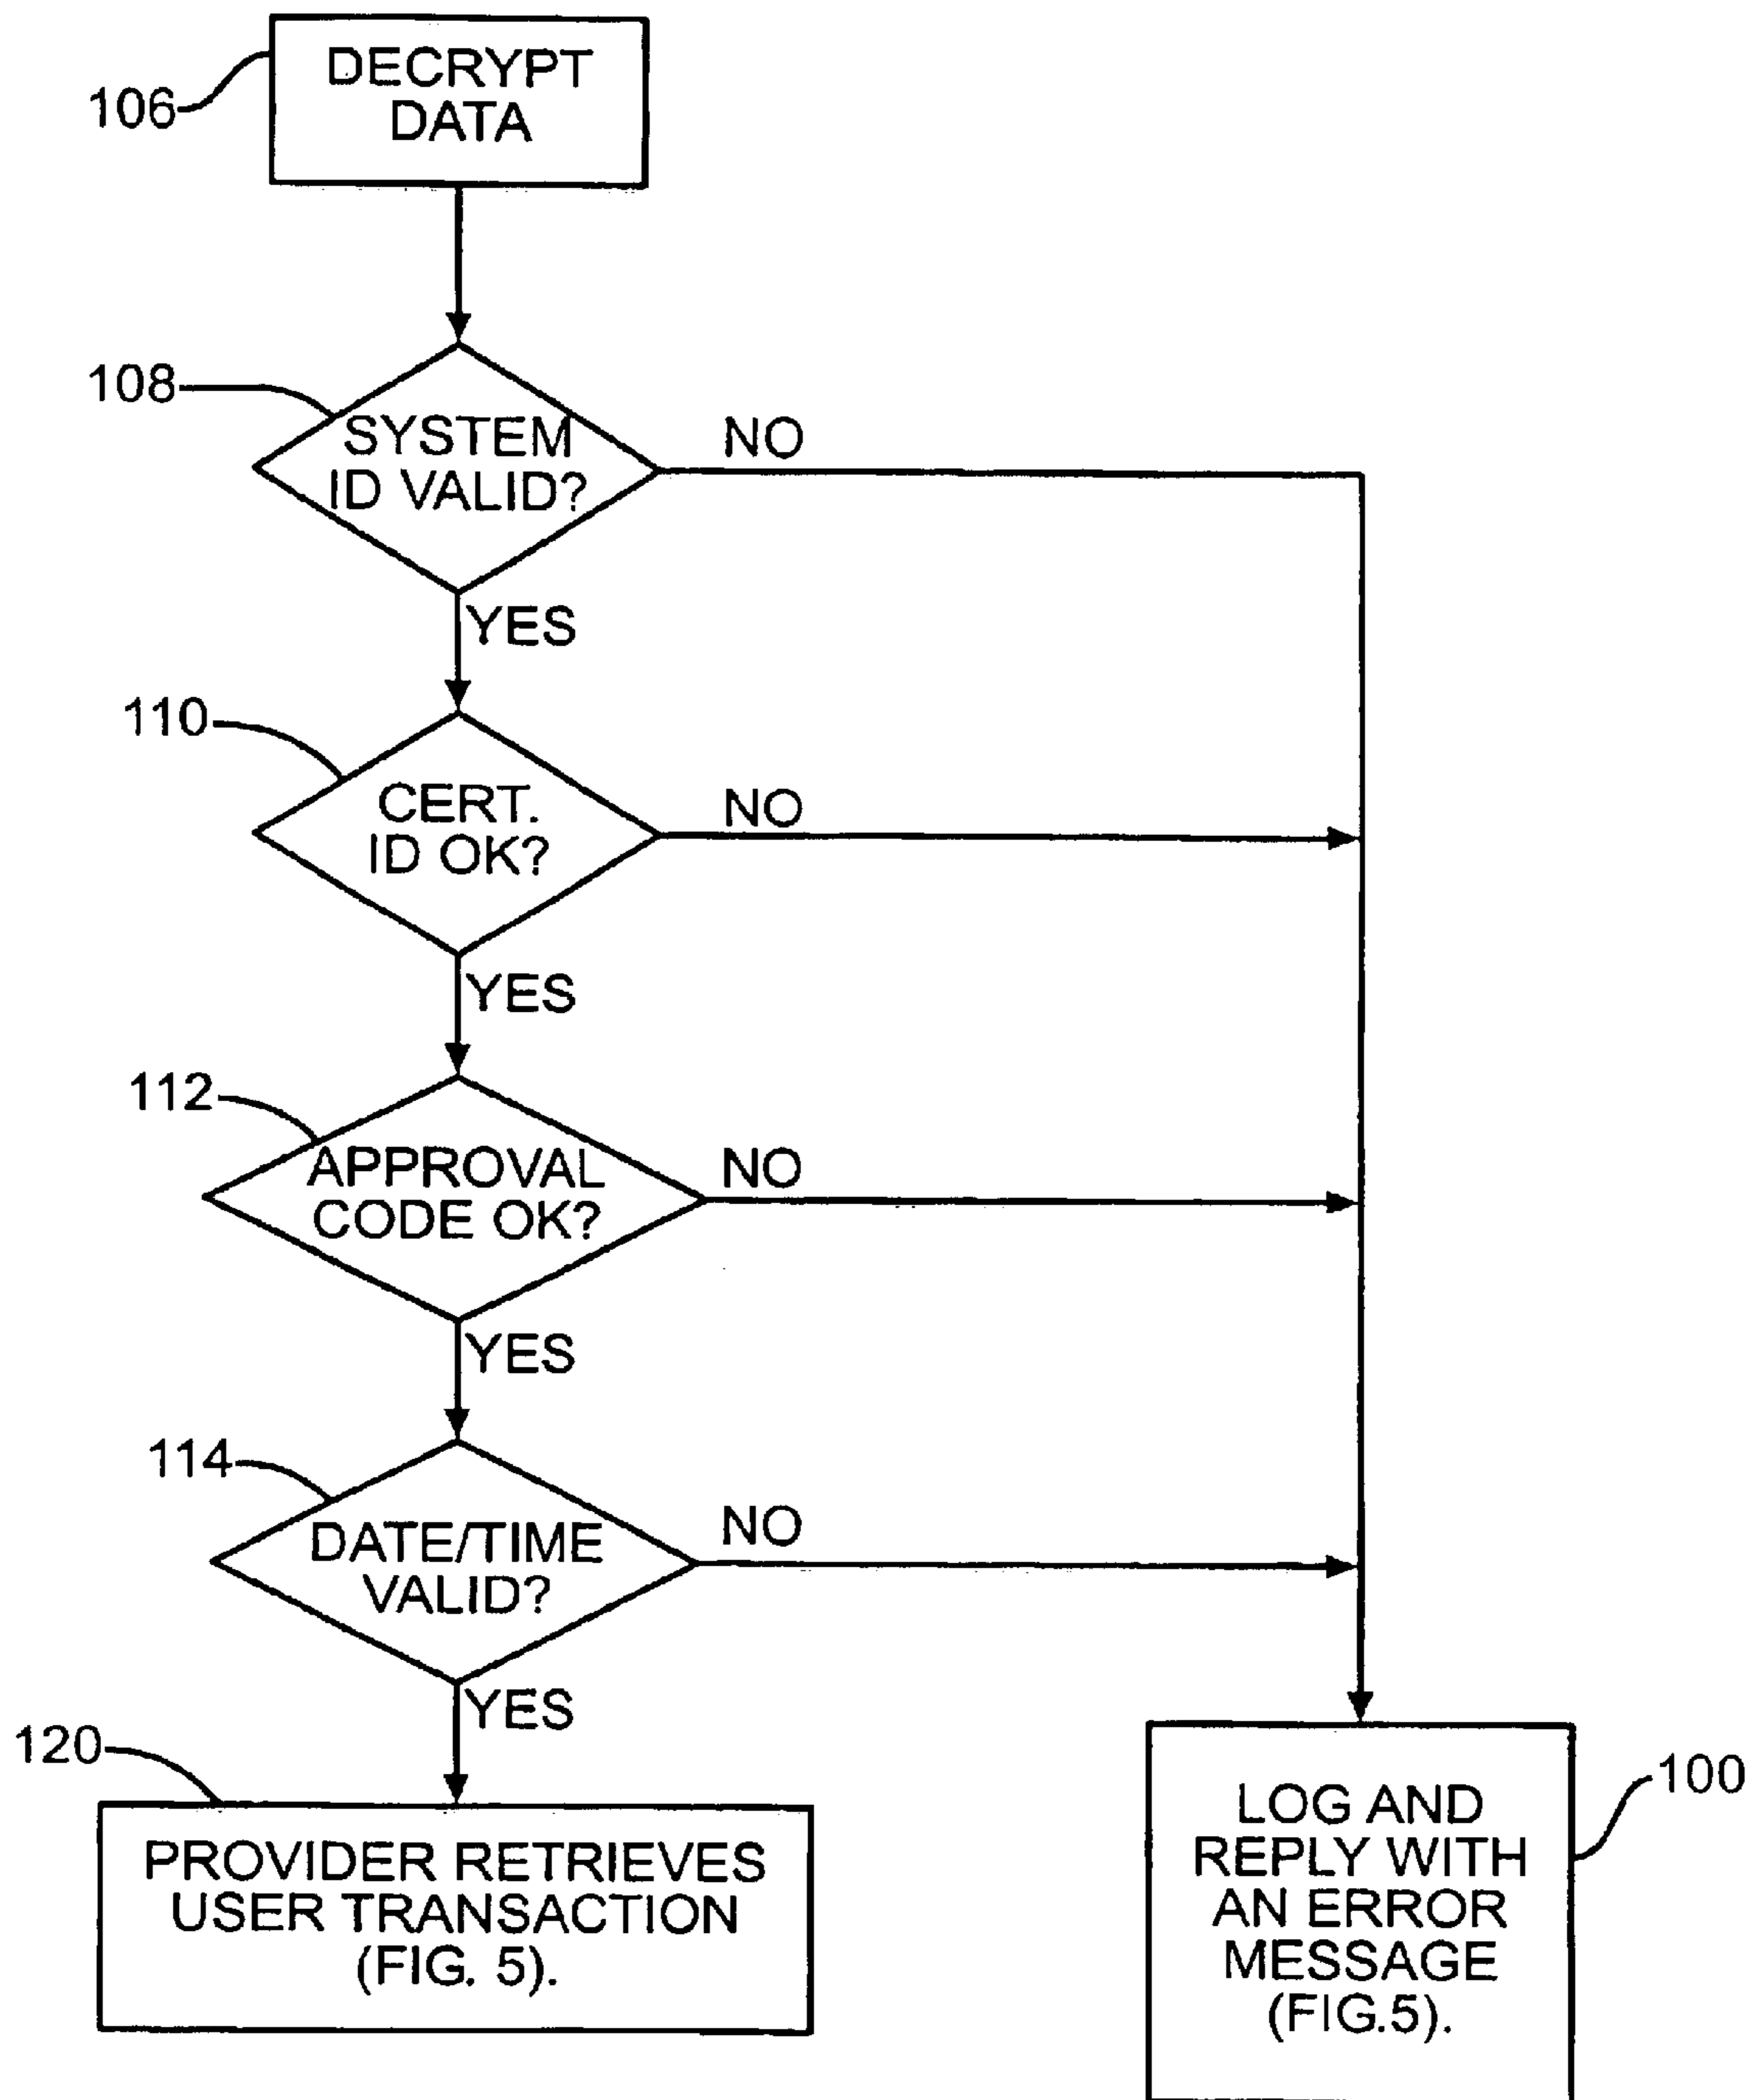 106
DECRYPT
DATA
108
SYSTEM
ID VALID?
NO
YES
110
CERT.
ID OK?
NO
YES
112
APPROVAL
CODE OK?
NO
YES
114
DATE/TIME
VALID?
NO
YES
120
PROVIDER RETRIEVES
USER TRANSACTION
(FIG. 5).
100
LOG AND
REPLY WITH
AN ERROR
MESSAGE
(FIG.5).